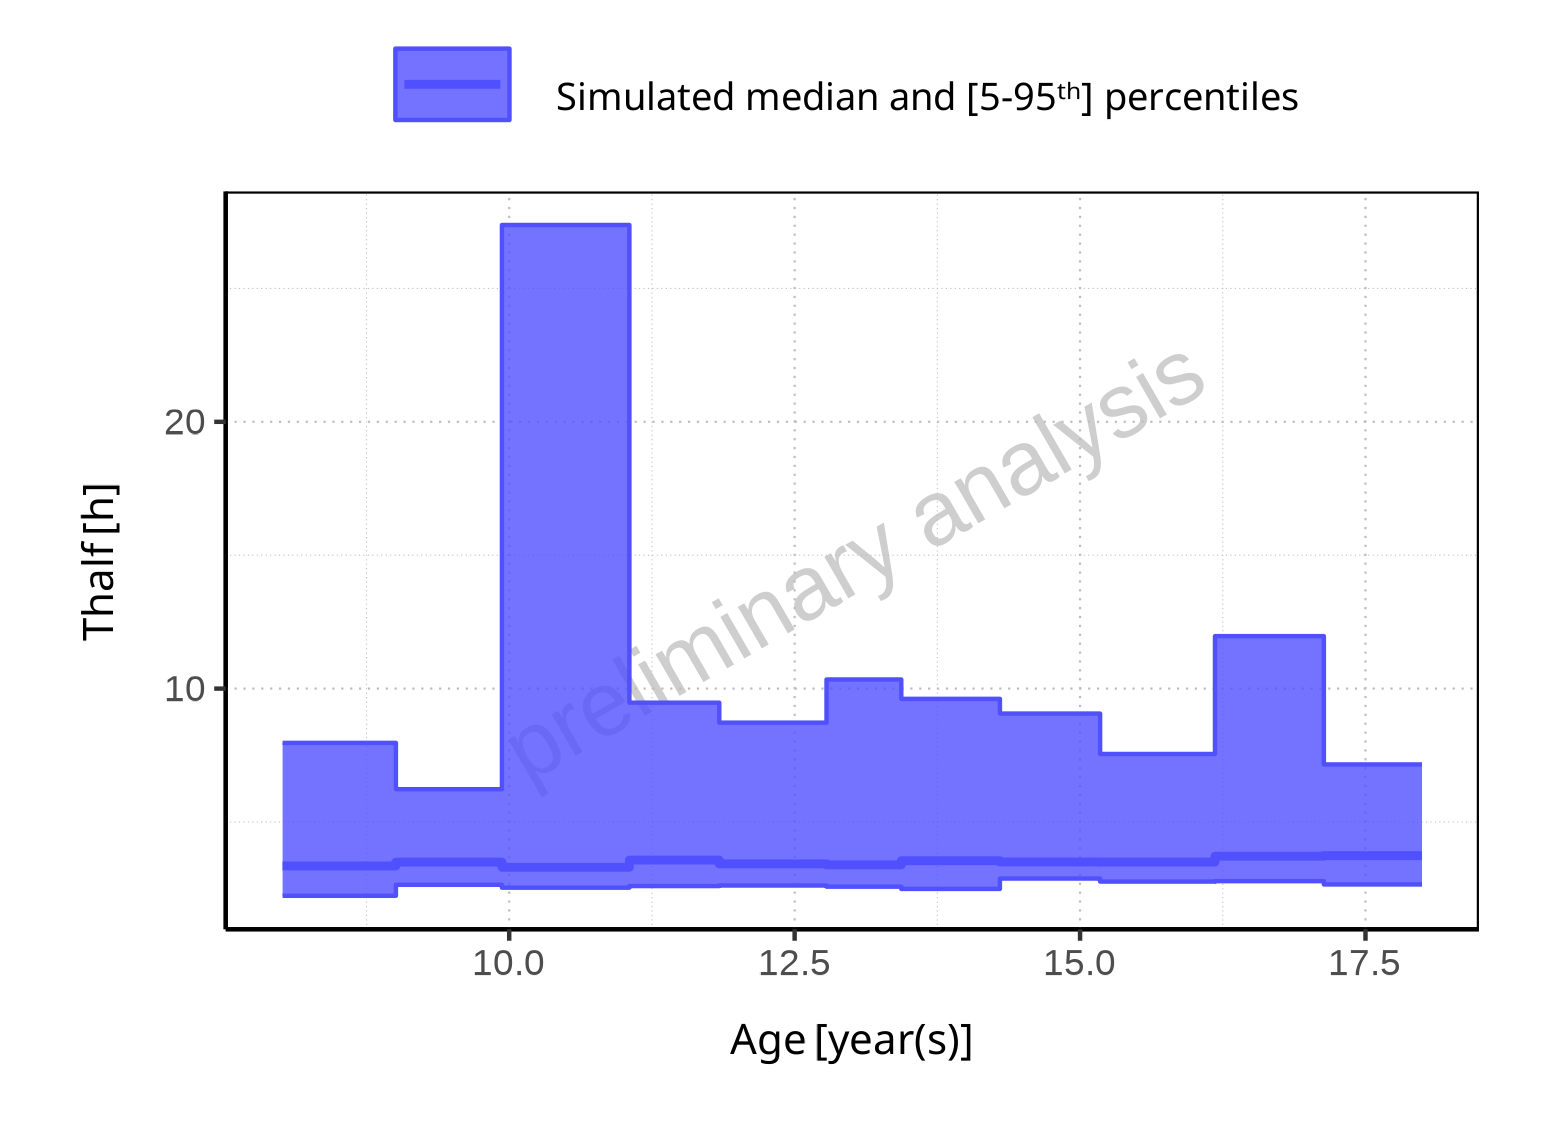 Simulated median and [5-95ᵗʰ] percentiles
20
10
Thalf [h]
preliminary analysis
10.0 12.5 15.0 17.5
Age [year(s)]